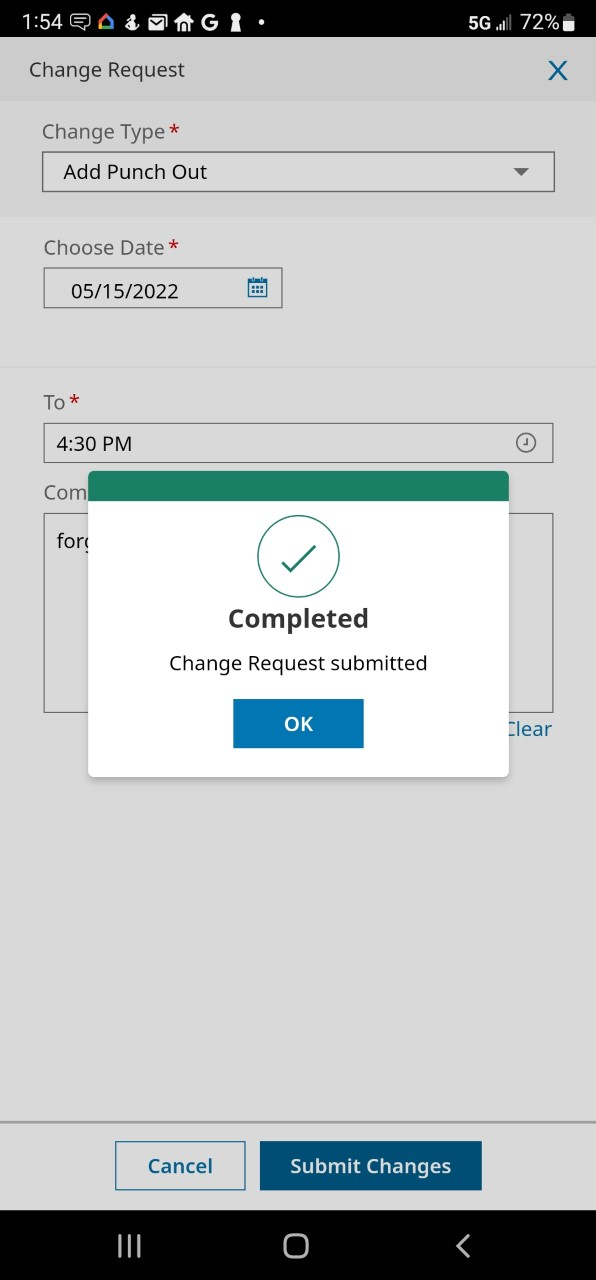 1:54 5G 72%
Change Request X
Change Type *
Add Punch Out
Choose Date *
05/15/2022
To *
4:30 PM
Completed
Change Request submitted
OK
Clear
Cancel Submit Changes